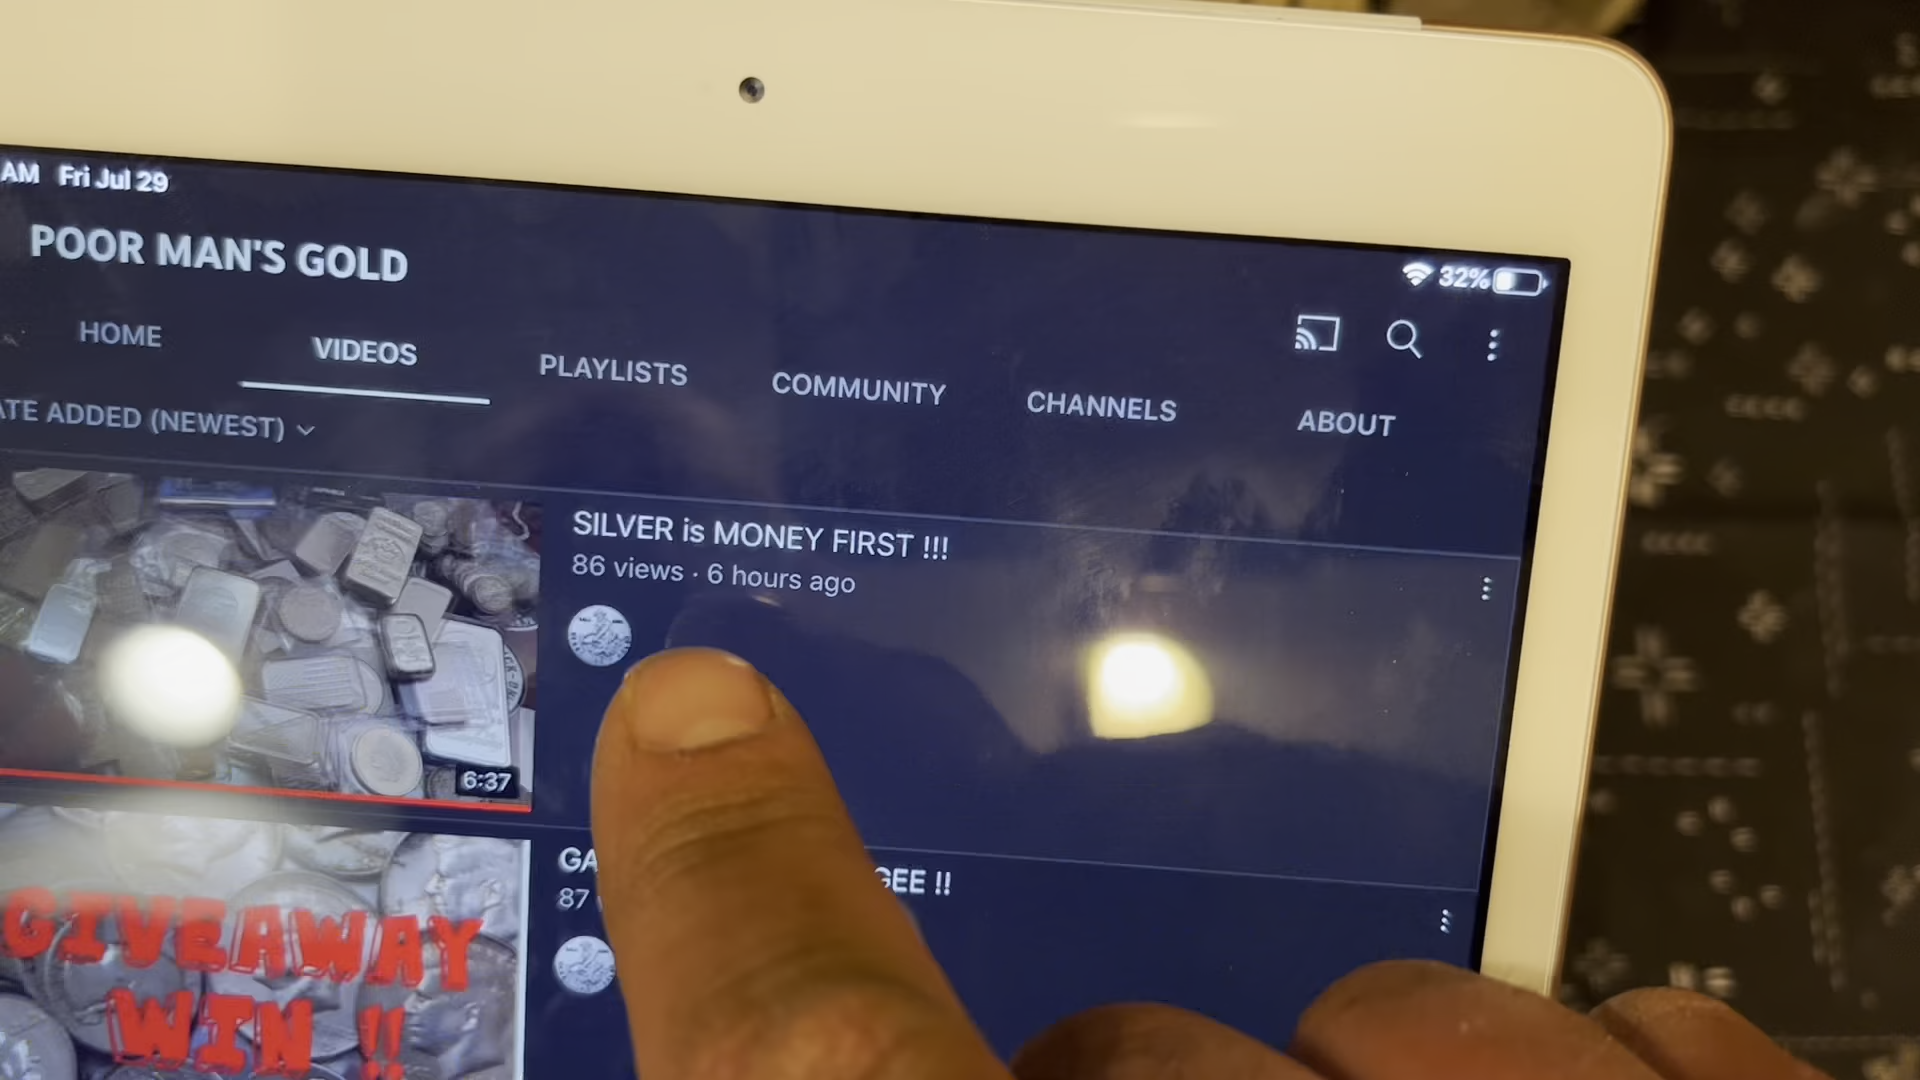 AM Fri Jul 29
32%
POOR MAN'S GOLD
HOME VIDEOS PLAYLISTS COMMUNITY CHANNELS ABOUT
ATE ADDED (NEWEST)
SILVER is MONEY FIRST !!!
86 views · 6 hours ago
6:37
GA GEE !!
87
GIVEAWAY
WIN !!